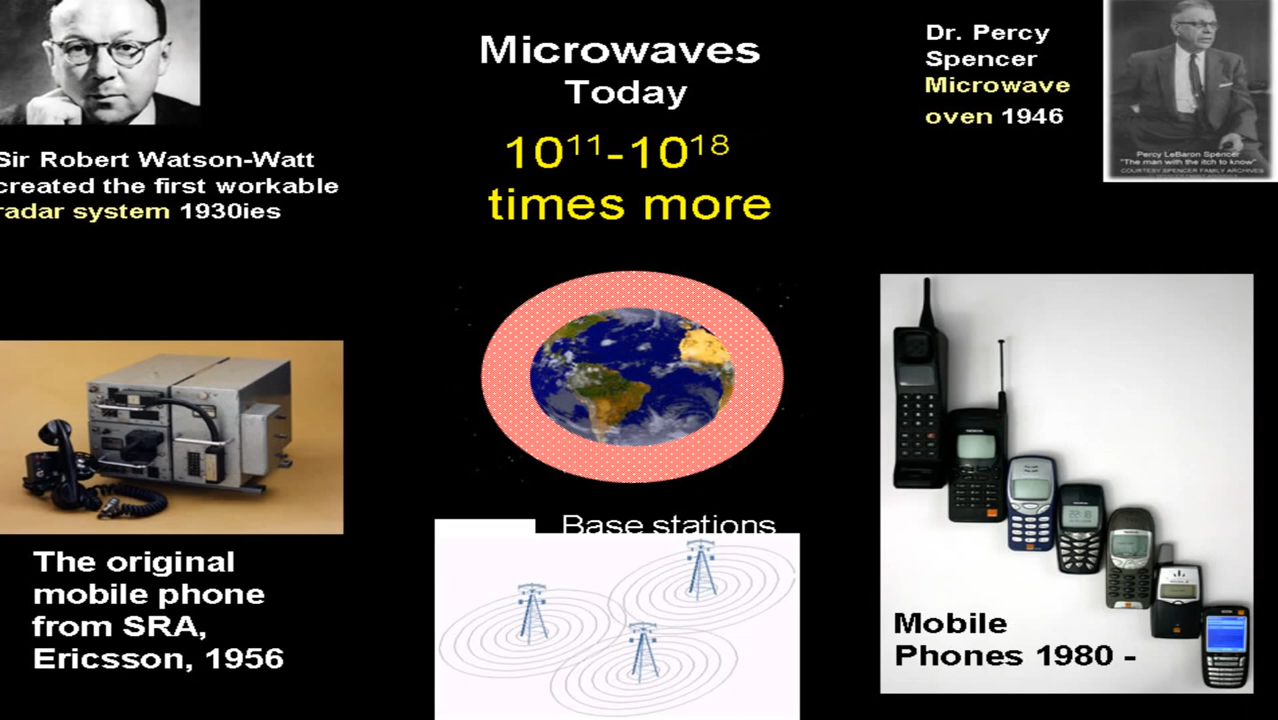 Microwaves
Today
10¹¹-10¹⁸
times more
Sir Robert Watson-Watt
created the first workable
radar system 1930ies
Dr. Percy
Spencer
Microwave
oven 1946
Percy LeBaron Spencer
"The man with the itch to know"
COURTESY SPENCER FAMILY ARCHIVES
The original
mobile phone
from SRA,
Ericsson, 1956
Base stations
22:18
Mobile
Phones 1980 -